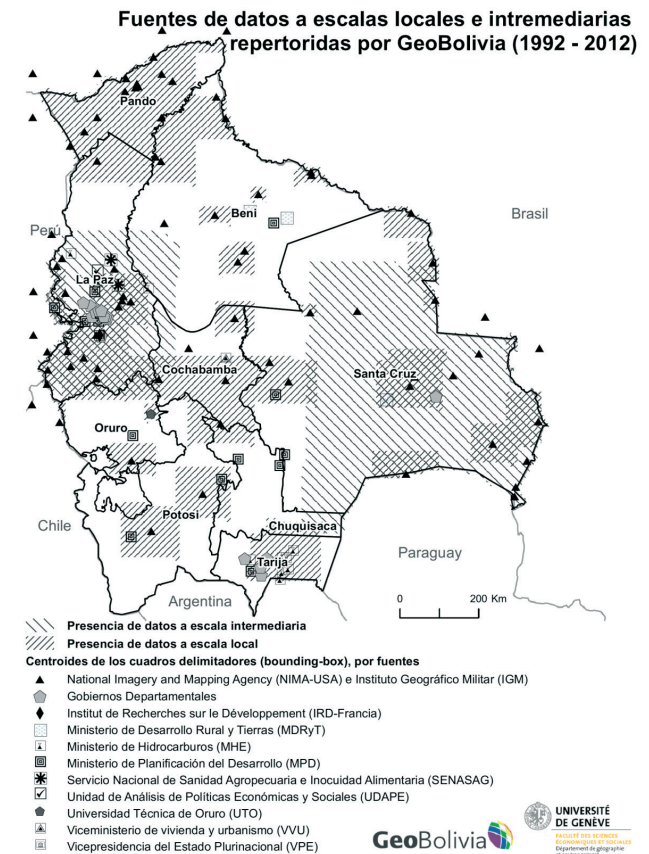 Fuentes de datos a escalas locales e intremediarias
repertoridas por GeoBolivia (1992 - 2012)
Pando
Beni
Brasil
Perú
La Paz
Cochabamba
Santa Cruz
Oruro
Potosi
Chuquisaca
Chile
Tarija
Paraguay
Argentina
0 200 Km
Presencia de datos a escala intermediaria
Presencia de datos a escala local
Centroides de los cuadros delimitadores (bounding-box), por fuentes
National Imagery and Mapping Agency (NIMA-USA) e Instituto Geográfico Militar (IGM)
Gobiernos Departamentales
Institut de Recherches sur le Développement (IRD-Francia)
Ministerio de Desarrollo Rural y Tierras (MDRyT)
Ministerio de Hidrocarburos (MHE)
Ministerio de Planificación del Desarrollo (MPD)
Servicio Nacional de Sanidad Agropecuaria e Inocuidad Alimentaria (SENASAG)
Unidad de Análisis de Políticas Económicas y Sociales (UDAPE)
Universidad Técnica de Oruro (UTO)
Viceministerio de vivienda y urbanismo (VVU)
Vicepresidencia del Estado Plurinacional (VPE)
GeoBolivia
UNIVERSITÉ
DE GENÈVE
FACULTÉ DES SCIENCES
ÉCONOMIQUES ET SOCIALES
Département de géographie